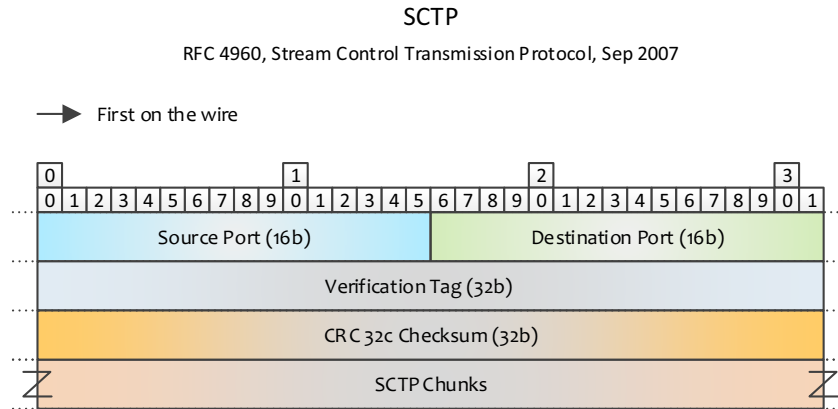 SCTP
RFC 4960, Stream Control Transmission Protocol, Sep 2007
First on the wire
0 1 2 3
0 1 2 3 4 5 6 7 8 9 0 1 2 3 4 5 6 7 8 9 0 1 2 3 4 5 6 7 8 9 0 1
Source Port (16b) Destination Port (16b)
Verification Tag (32b)
CRC 32c Checksum (32b)
SCTP Chunks